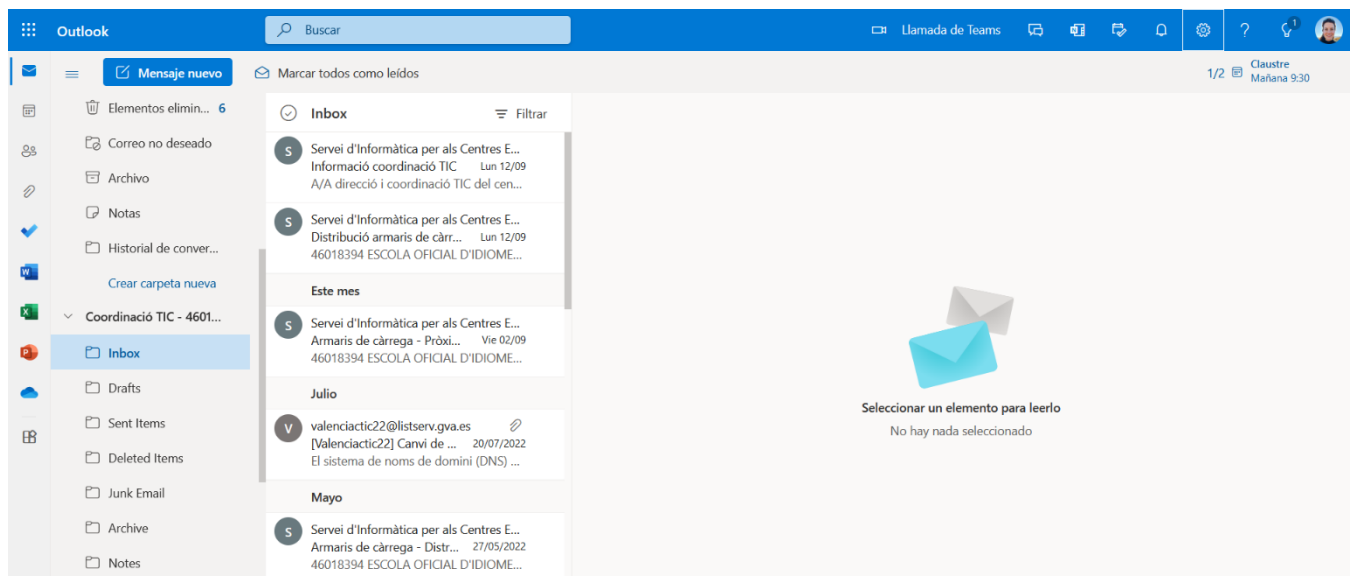 Outlook
Buscar
Llamada de Teams
1
Mensaje nuevo
Marcar todos como leídos
1/2
Claustre
Mañana 9:30
Elementos elimin... 6
Correo no deseado
Archivo
Notas
Historial de conver...
Crear carpeta nueva
Coordinació TIC - 4601...
Inbox
Drafts
Sent Items
Deleted Items
Junk Email
Archive
Notes
Inbox
Filtrar
S
Servei d'Informàtica per als Centres E...
Informació coordinació TIC Lun 12/09
A/A direcció i coordinació TIC del cen...
S
Servei d'Informàtica per als Centres E...
Distribució armaris de càrr... Lun 12/09
46018394 ESCOLA OFICIAL D'IDIOME...
Este mes
S
Servei d'Informàtica per als Centres E...
Armaris de càrrega - Pròxi... Vie 02/09
46018394 ESCOLA OFICIAL D'IDIOME...
Julio
V
valenciactic22@listserv.gva.es
[Valenciactic22] Canvi de ... 20/07/2022
El sistema de noms de domini (DNS) ...
Mayo
S
Servei d'Informàtica per als Centres E...
Armaris de càrrega - Distr... 27/05/2022
46018394 ESCOLA OFICIAL D'IDIOME...
Seleccionar un elemento para leerlo
No hay nada seleccionado